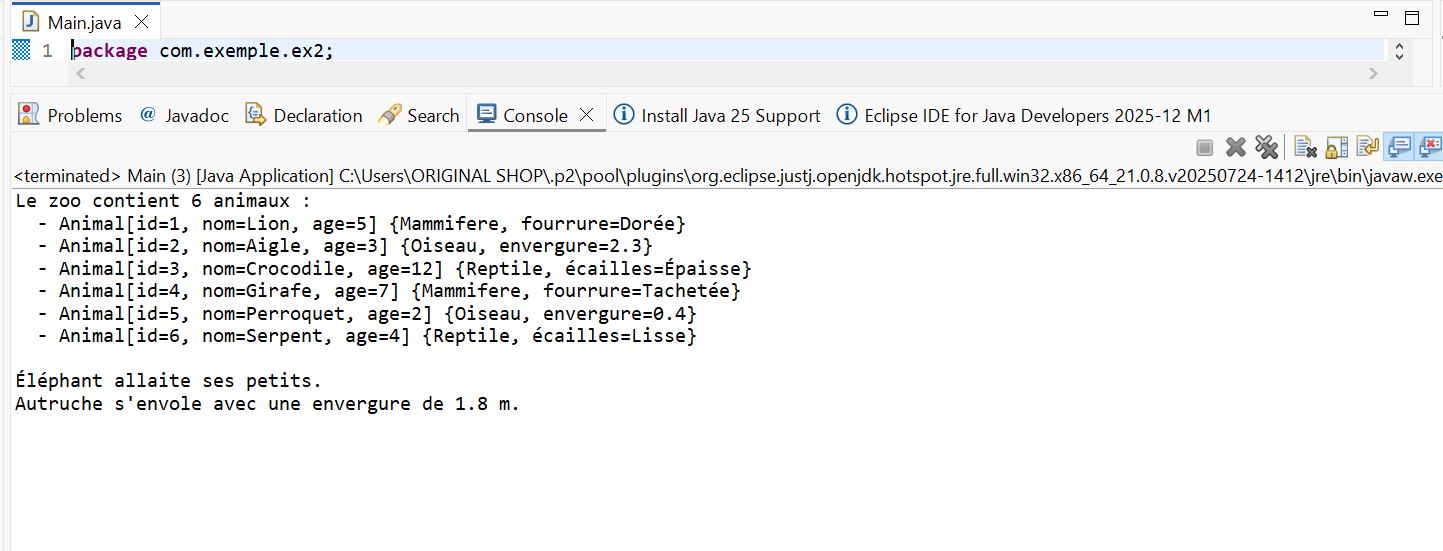 Main.java
1 package com.exemple.ex2;
Problems @ Javadoc Declaration Search Console Install Java 25 Support Eclipse IDE for Java Developers 2025-12 M1
<terminated> Main (3) [Java Application] C:\Users\ORIGINAL SHOP\.p2\pool\plugins\org.eclipse.justj.openjdk.hotspot.jre.full.win32.x86_64_21.0.8.v20250724-1412\jre\bin\javaw.exe
Le zoo contient 6 animaux :
  - Animal[id=1, nom=Lion, age=5] {Mammifere, fourrure=Dorée}
  - Animal[id=2, nom=Aigle, age=3] {Oiseau, envergure=2.3}
  - Animal[id=3, nom=Crocodile, age=12] {Reptile, écailles=Épaisse}
  - Animal[id=4, nom=Girafe, age=7] {Mammifere, fourrure=Tachetée}
  - Animal[id=5, nom=Perroquet, age=2] {Oiseau, envergure=0.4}
  - Animal[id=6, nom=Serpent, age=4] {Reptile, écailles=Lisse}
Éléphant allaite ses petits.
Autruche s'envole avec une envergure de 1.8 m.